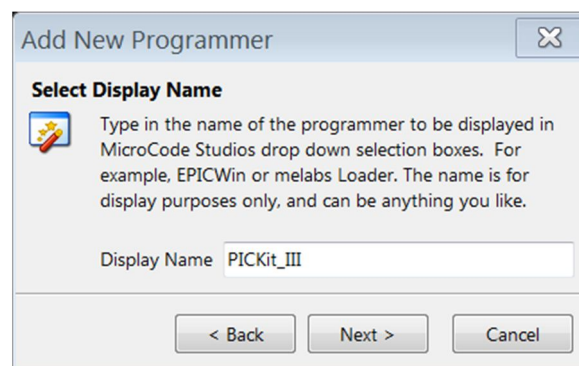 Add New Programmer
Select Display Name
Type in the name of the programmer to be displayed in
MicroCode Studios drop down selection boxes.  For
example, EPICWin or melabs Loader. The name is for
display purposes only, and can be anything you like.
Display Name PICKit_III
< Back Next > Cancel